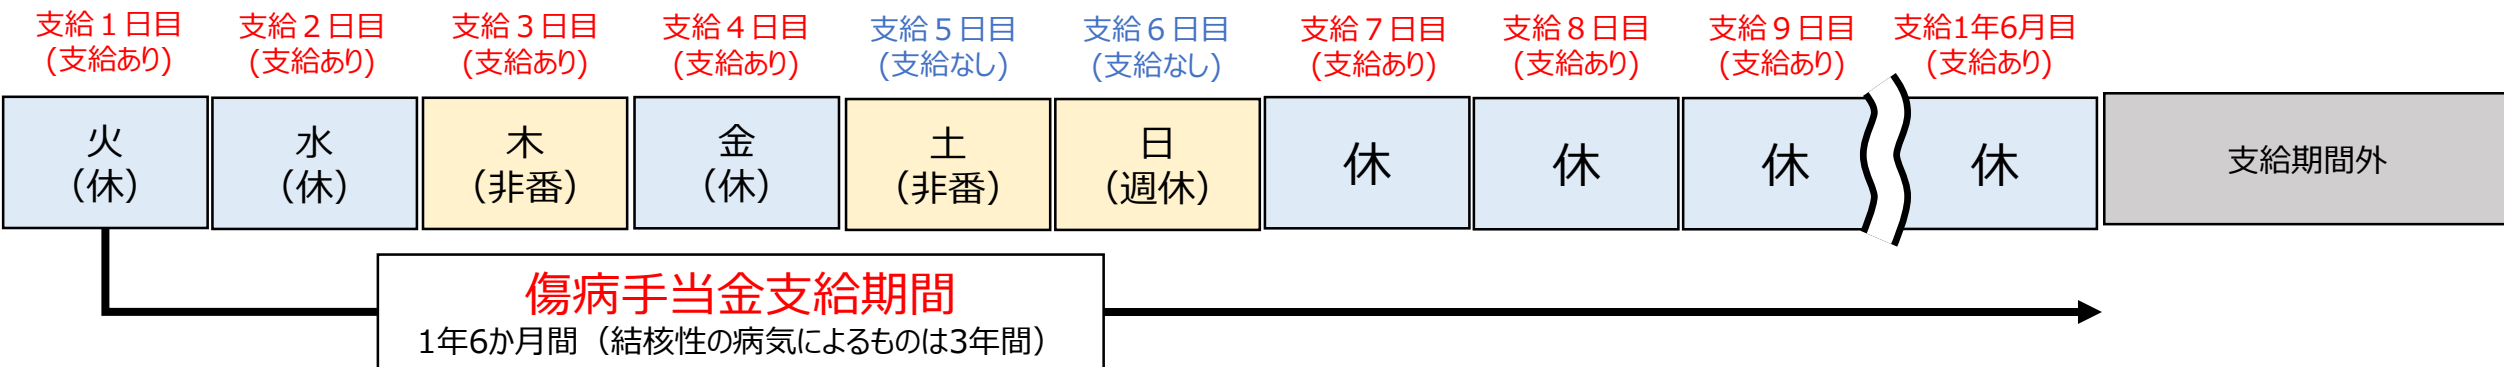 支給１日目
(支給あり)
支給２日目
(支給あり)
支給３日目
(支給あり)
支給４日目
(支給あり)
支給５日目
(支給なし)
支給６日目
(支給なし)
支給７日目
(支給あり)
支給８日目
(支給あり)
支給９日目
(支給あり)
支給1年6月目
(支給あり)
火
（休）
水
（休）
木
（非番）
金
（休）
土
（非番）
日
（週休）
休
休
休
休
支給期間外
傷病手当金支給期間
1年6か月間（結核性の病気によるものは3年間）